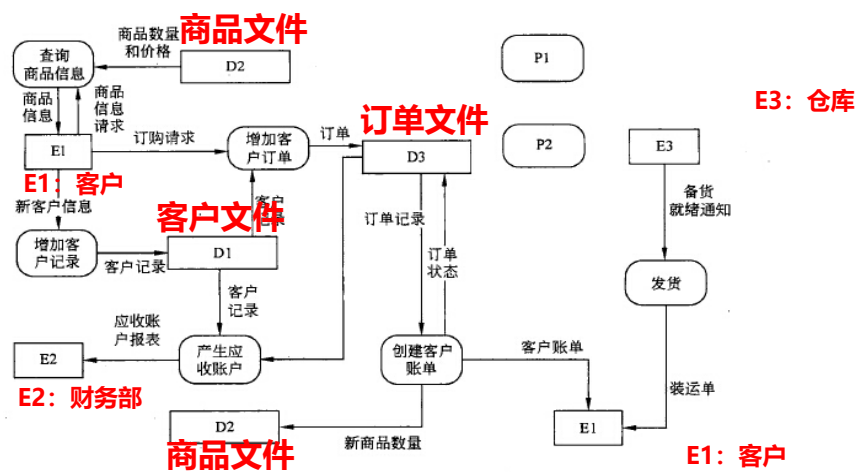 商品文件
商品数量
和价格
查询
商品信息
D2
P1
商品
信息
商品
信息
请求
E3：仓库
订单文件
订购请求
增加客
户订单
订单
E1
D3
P2
E3
E1：客户
新客户信息
客户文件
客户
记录
订单记录
备货
就绪通知
增加客
户记录
客户记录
D1
订单
状态
发货
客户
记录
应收账
户报表
E2
产生应
收账户
创建客户
账单
客户账单
E2：财务部
装运单
D2
新商品数量
E1
商品文件
E1：客户